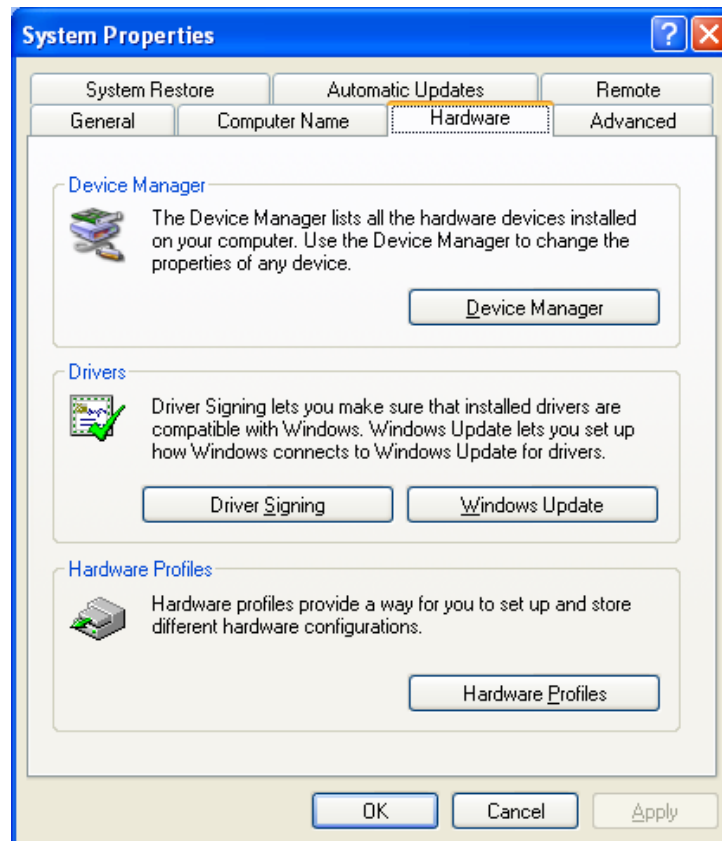 System Properties
System Restore Automatic Updates Remote
General Computer Name Hardware Advanced
Device Manager
The Device Manager lists all the hardware devices installed
on your computer. Use the Device Manager to change the
properties of any device.
Device Manager
Drivers
Driver Signing lets you make sure that installed drivers are
compatible with Windows. Windows Update lets you set up
how Windows connects to Windows Update for drivers.
Driver Signing Windows Update
Hardware Profiles
Hardware profiles provide a way for you to set up and store
different hardware configurations.
Hardware Profiles
OK Cancel Apply